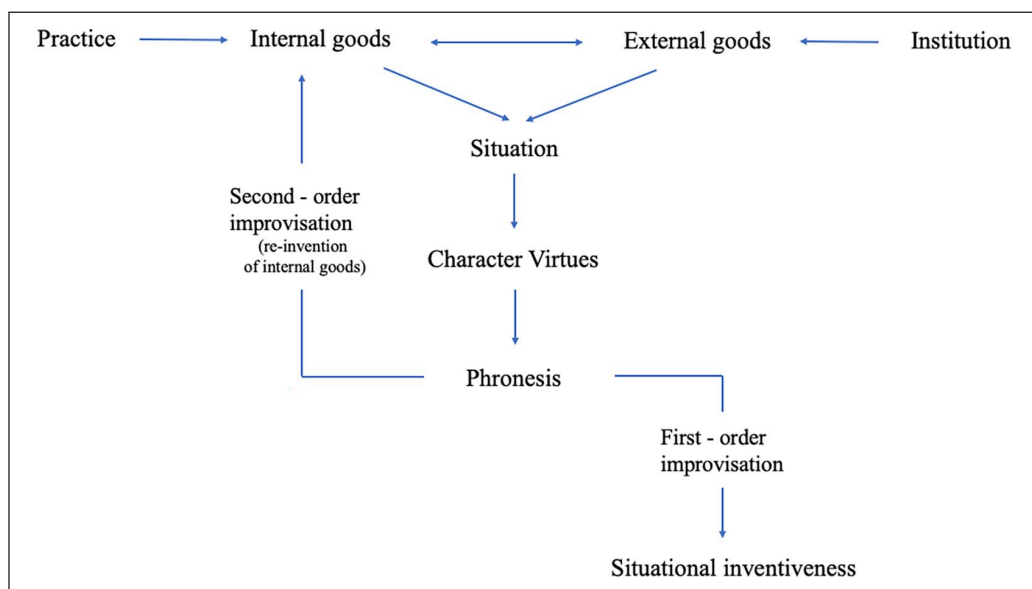 Practice
Internal goods
External goods
Institution
Situation
Second - order
improvisation
(re-invention
of internal goods)
Character Virtues
Phronesis
First - order
improvisation
Situational inventiveness